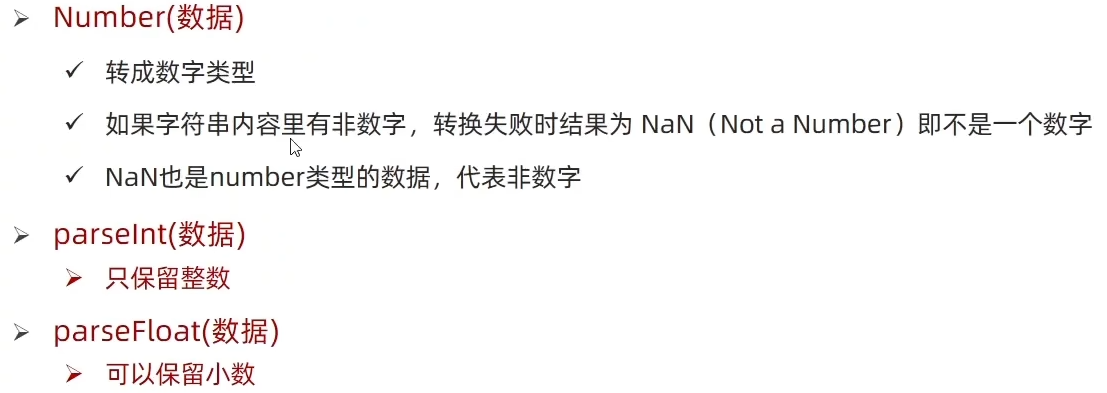 Number(数据)
转成数字类型
如果字符串内容里有非数字，转换失败时结果为 NaN（Not a Number）即不是一个数字
NaN也是number类型的数据，代表非数字
parseInt(数据)
只保留整数
parseFloat(数据)
可以保留小数